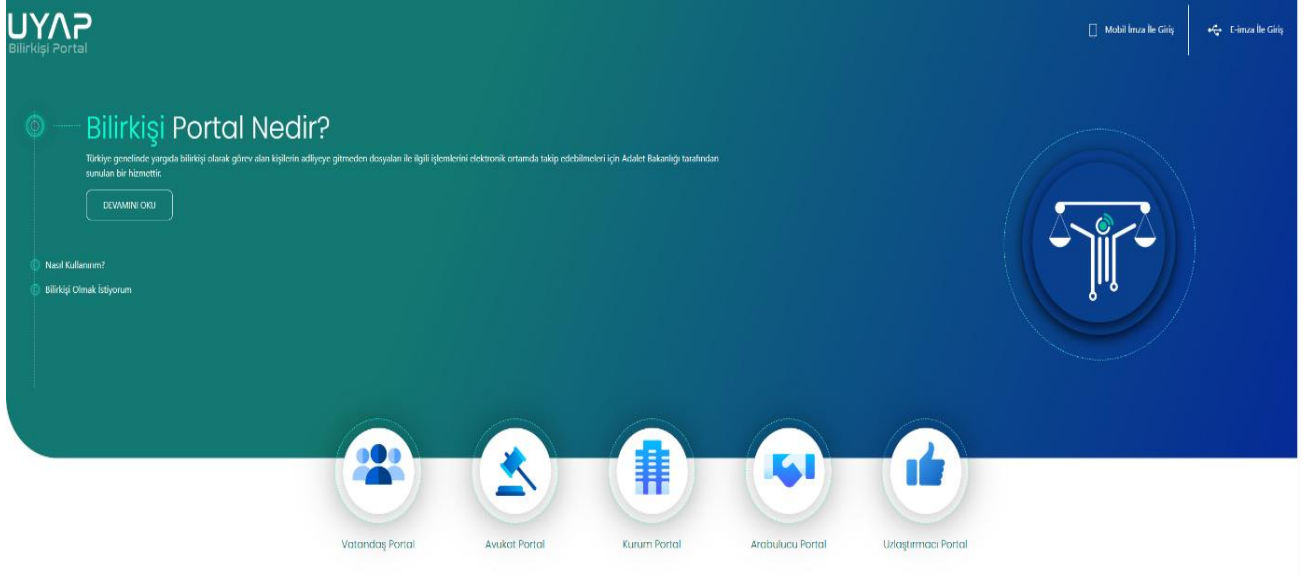 UYAP
Bilirkişi Portal
Mobil İmza İle Giriş
E-imza İle Giriş
Bilirkişi Portal Nedir?
Türkiye genelinde yargıda bilirkişi olarak görev alan kişilerin adliyeye gitmeden dosyaları ile ilgili işlemlerini elektronik ortamda takip edebilmeleri için Adalet Bakanlığı tarafından
sunulan bir hizmettir.
DEVAMINI OKU
Nasıl Kullanırım?
Bilirkişi Olmak İstiyorum
Vatandaş Portal
Avukat Portal
Kurum Portal
Arabulucu Portal
Uzlaştırmacı Portal